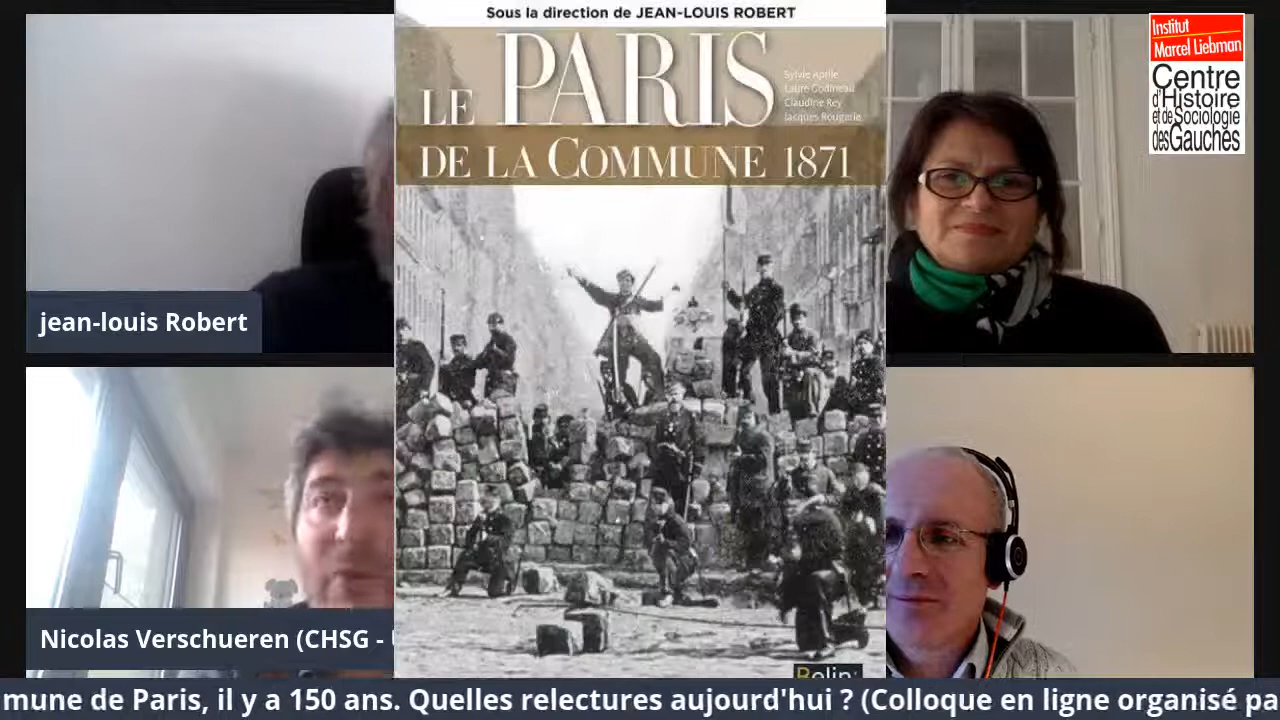 Sous la direction de JEAN-LOUIS ROBERT
LE PARIS
Sylvie Aprile
Laure Godineau
Claudine Rey
Jacques Rougerie
DE LA COMMUNE 1871
Institut
Marcel Liebman
Centre
d'Histoire
et de Sociologie
des Gauches
jean-louis Robert
Nicolas Verschueren (CHSG -
Belin:
mune de Paris, il y a 150 ans. Quelles relectures aujourd'hui ? (Colloque en ligne organisé pa